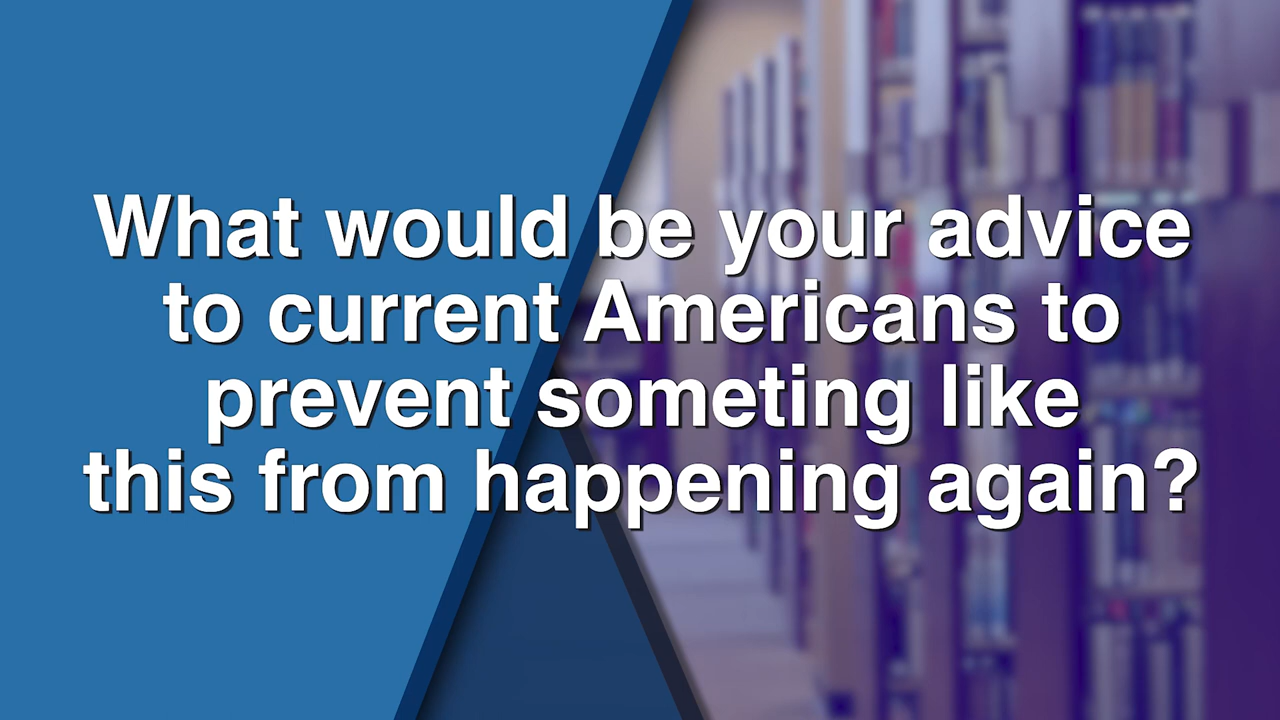 What would be your advice
to current Americans to
prevent someting like
this from happening again?